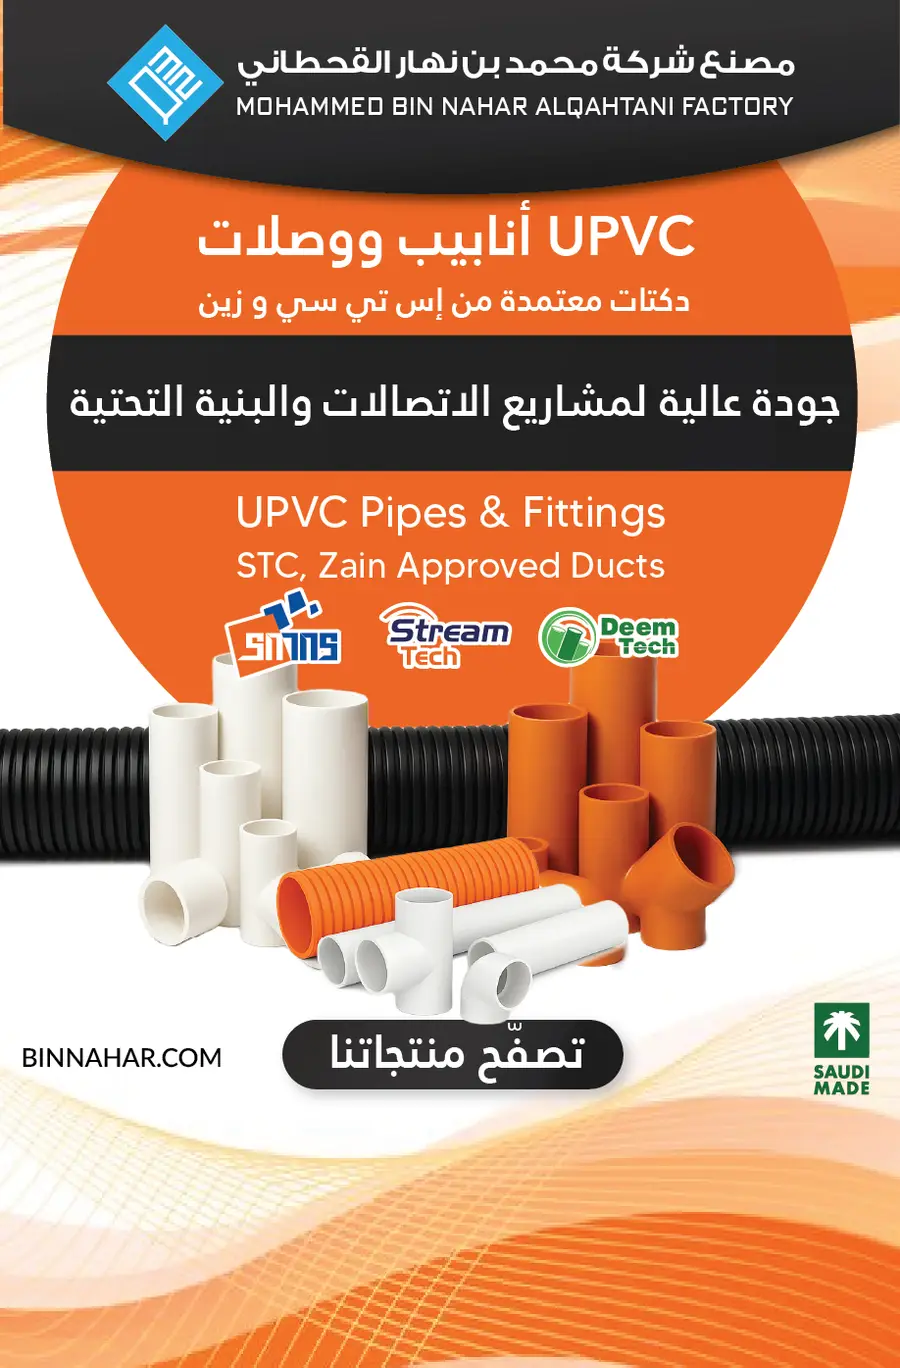 مصنع شركة محمد بن نهار القحطاني
MOHAMMED BIN NAHAR ALQAHTANI FACTORY
أنابيب ووصلات UPVC
دكتات معتمدة من إس تي سي و زين
جودة عالية لمشاريع الاتصالات والبنية التحتية
UPVC Pipes & Fittings
STC, Zain Approved Ducts
Stream Tech
Deem Tech
BINNAHAR.COM
تصفّح منتجاتنا
SAUDI
MADE